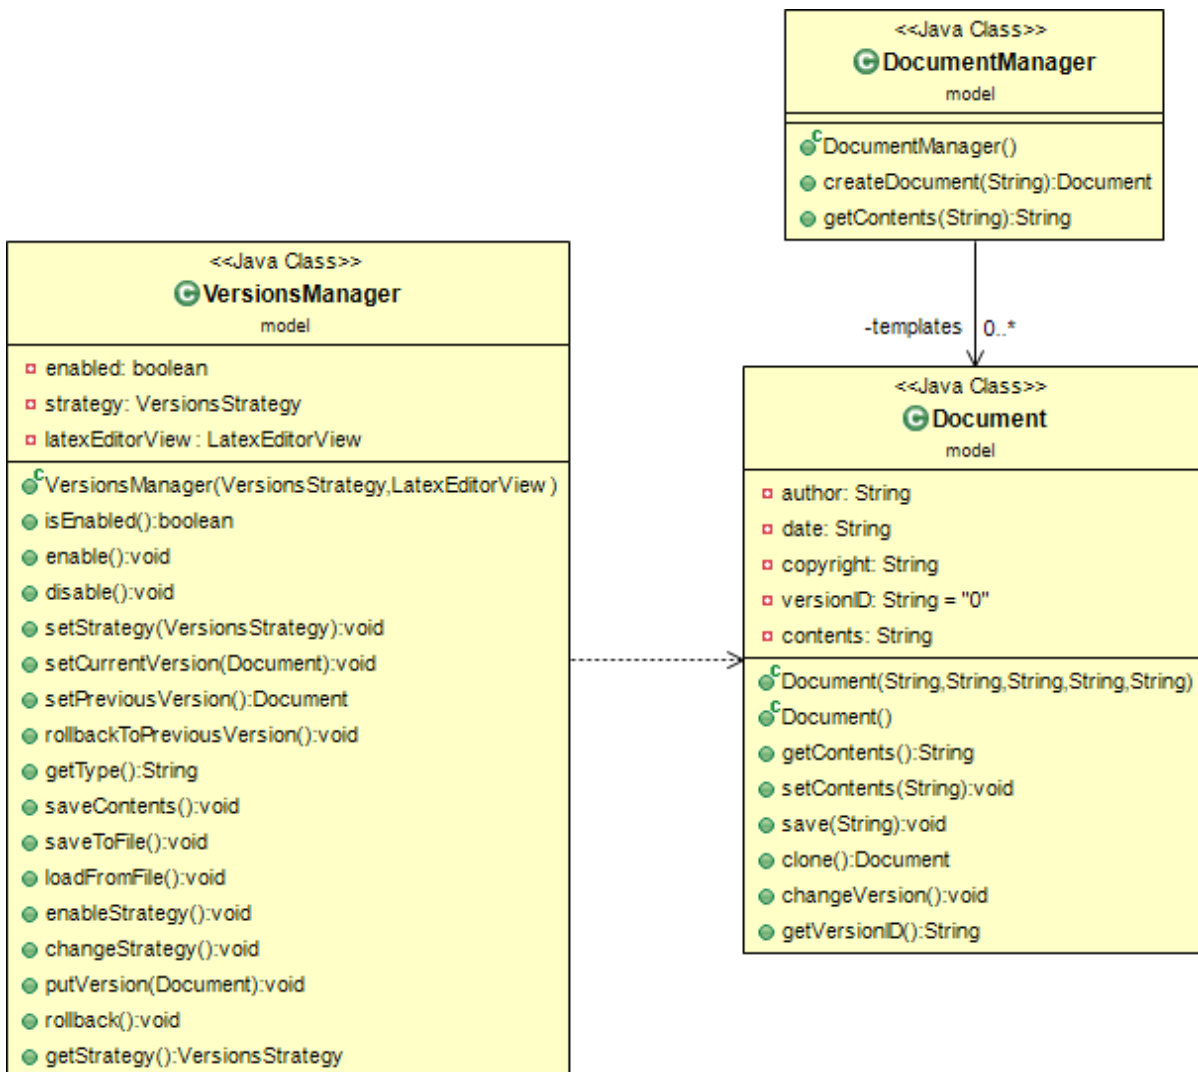 <<Java Class>>
DocumentManager
model
DocumentManager()
createDocument(String):Document
getContents(String):String
-templates 0..*
<<Java Class>>
VersionsManager
model
enabled: boolean
strategy: VersionsStrategy
latexEditorView : LatexEditorView
VersionsManager(VersionsStrategy,LatexEditorView )
isEnabled():boolean
enable():void
disable():void
setStrategy(VersionsStrategy):void
setCurrentVersion(Document):void
setPreviousVersion():Document
rollbackToPreviousVersion():void
getType():String
saveContents():void
saveToFile():void
loadFromFile():void
enableStrategy():void
changeStrategy():void
putVersion(Document):void
rollback():void
getStrategy():VersionsStrategy
<<Java Class>>
Document
model
author: String
date: String
copyright: String
versionID: String = "0"
contents: String
Document(String,String,String,String,String)
Document()
getContents():String
setContents(String):void
save(String):void
clone():Document
changeVersion():void
getVersionID():String